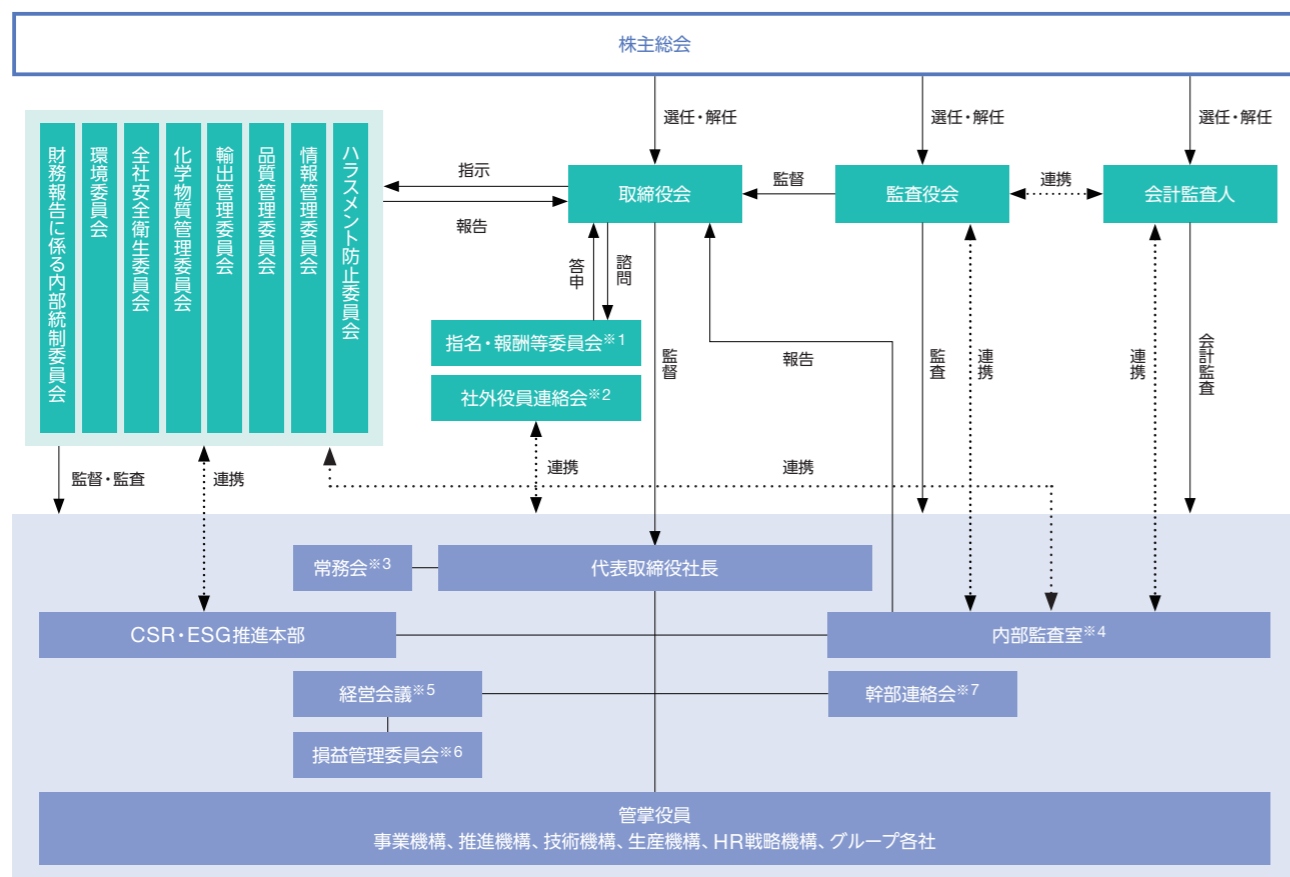 株主総会
選任・解任
選任・解任
選任・解任
財務報告に係る内部統制委員会
環境委員会
全社安全衛生委員会
化学物質管理委員会
輸出管理委員会
品質管理委員会
情報管理委員会
ハラスメント防止委員会
指示
報告
取締役会
監督
監査役会
連携
会計監査人
答申
諮問
指名・報酬等委員会※1
社外役員連絡会※2
監督
報告
監査
連携
連携
会計監査
監督・監査
連携
連携
連携
常務会※3
代表取締役社長
CSR・ESG推進本部
内部監査室※4
経営会議※5
幹部連絡会※7
損益管理委員会※6
管掌役員
事業機構、推進機構、技術機構、生産機構、HR戦略機構、グループ各社